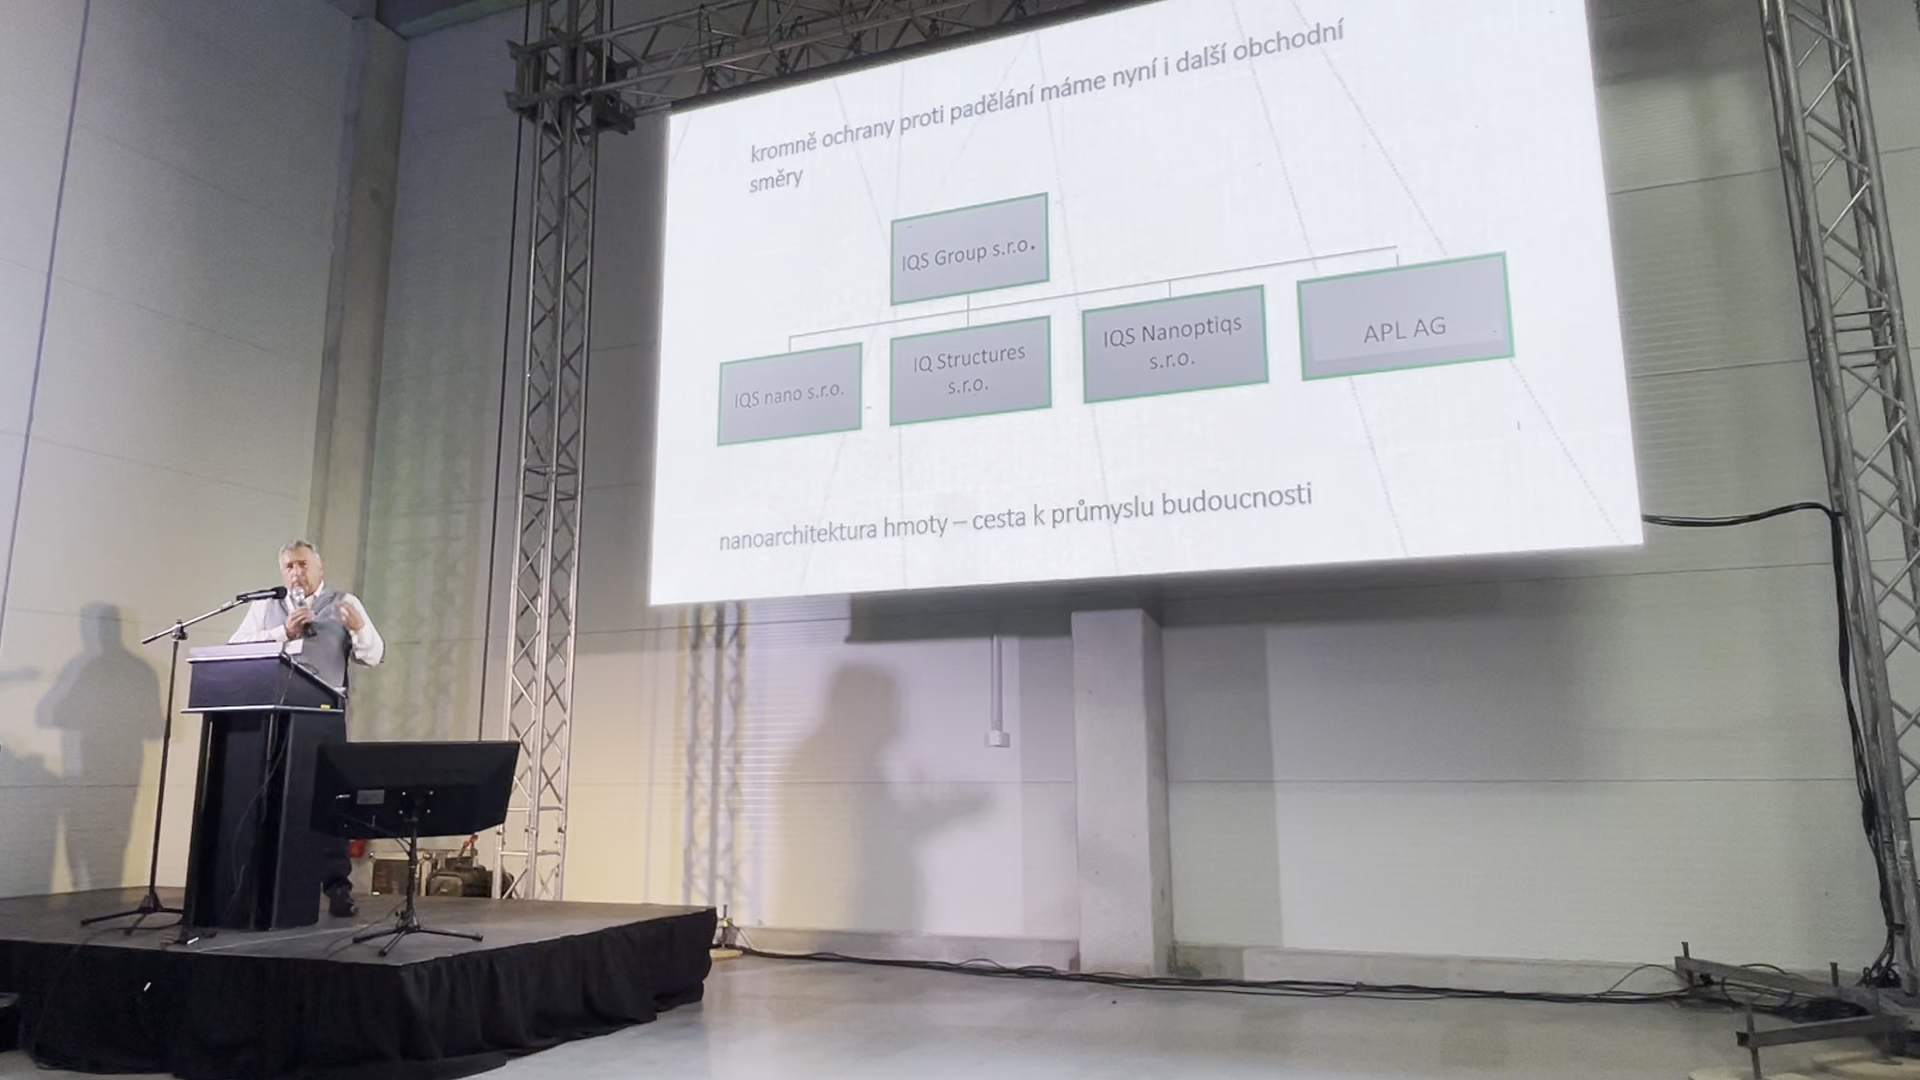 kromně ochrany proti padělání máme nyní i další obchodní
směry
IQS Group s.r.o.
IQS nano s.r.o.
IQ Structures
s.r.o.
IQS Nanoptiqs
s.r.o.
APL AG
nanoarchitektura hmoty – cesta k průmyslu budoucnosti